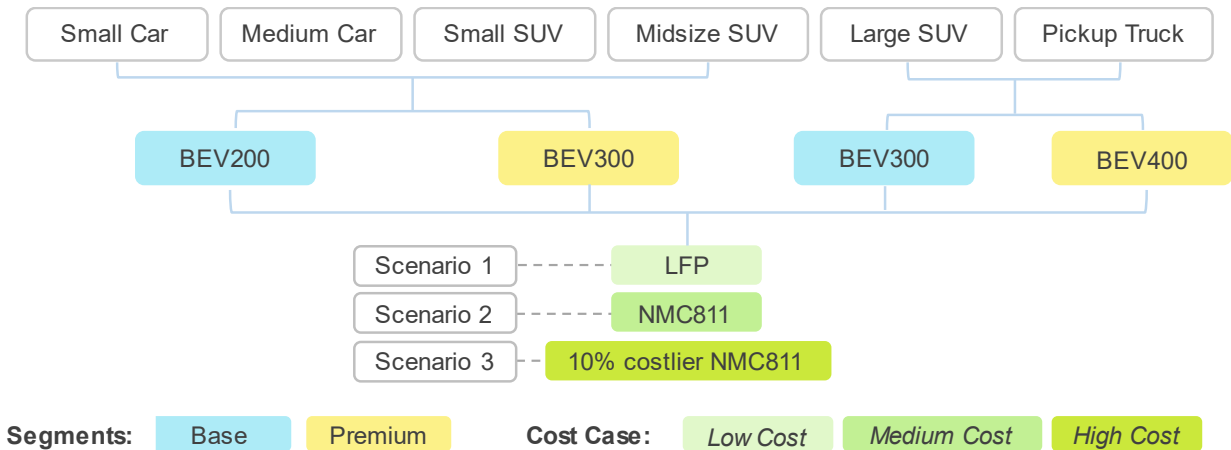 Small Car Medium Car Small SUV Midsize SUV Large SUV Pickup Truck
BEV200 BEV300 BEV300 BEV400
Scenario 1 LFP
Scenario 2 NMC811
Scenario 3 10% costlier NMC811
Segments: Base Premium Cost Case: Low Cost Medium Cost High Cost